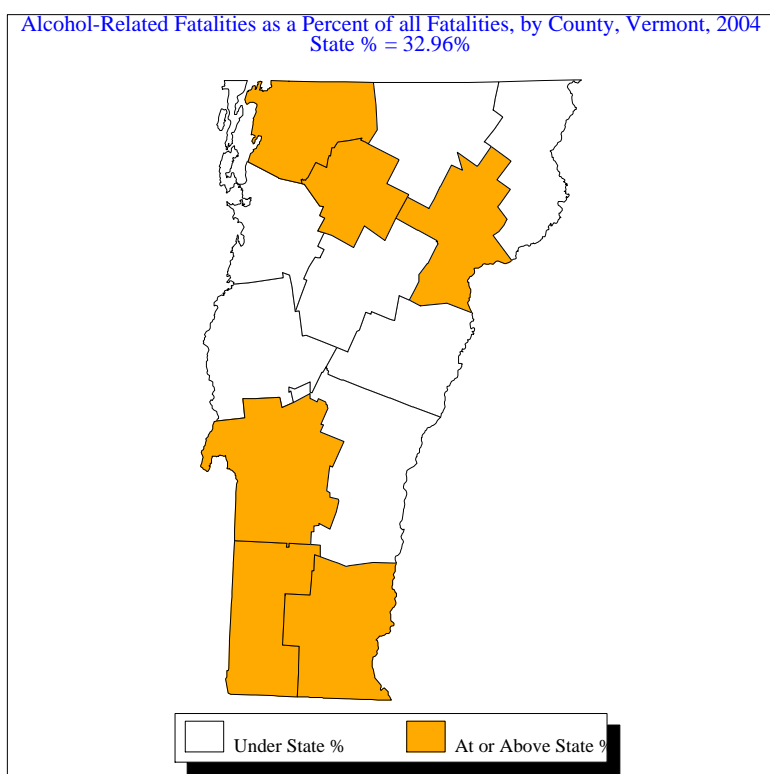 Alcohol-Related Fatalities as a Percent of all Fatalities, by County, Vermont, 2004
State % = 32.96%
Under State %
At or Above State %